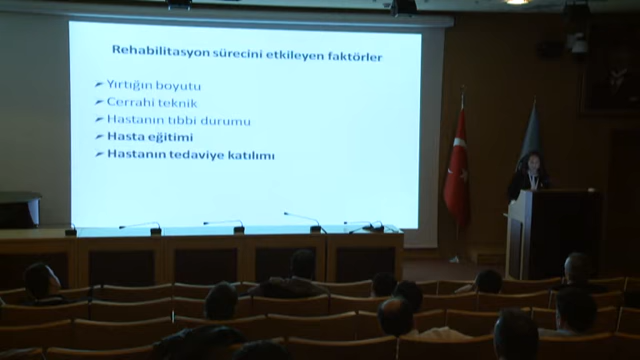 Rehabilitasyon sürecini etkileyen faktörler
Yırtığın boyutu
Cerrahi teknik
Hastanın tıbbi durumu
Hasta eğitimi
Hastanın tedaviye katılımı